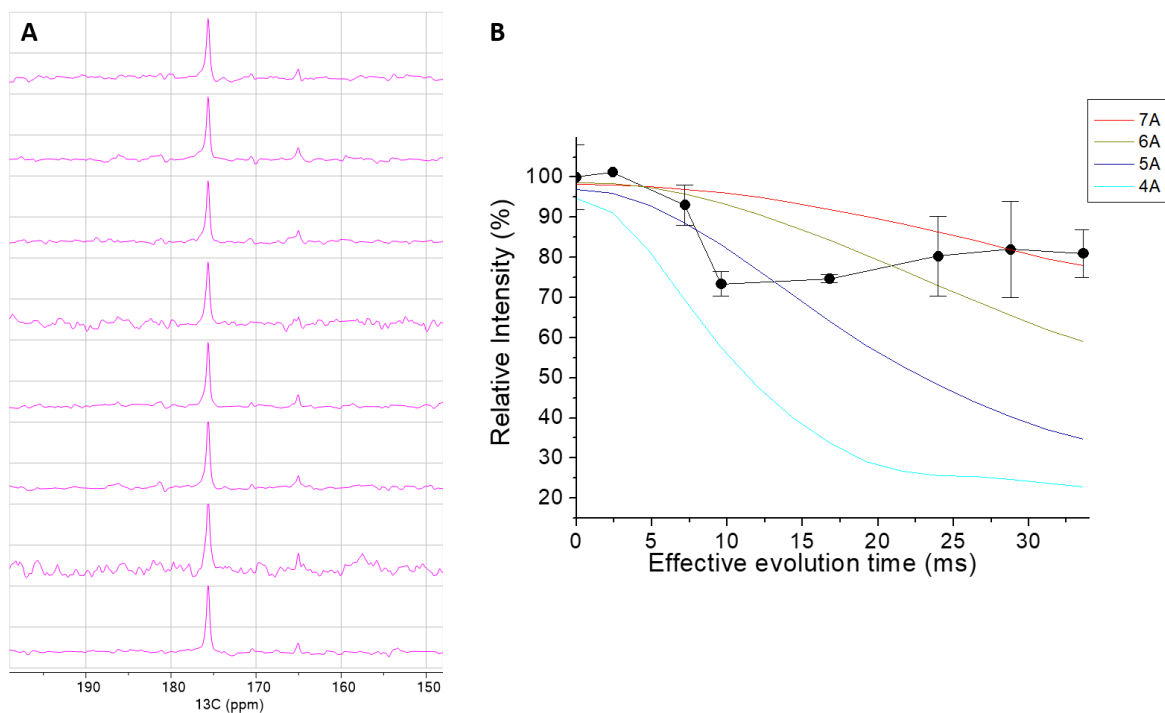 A
190 180 170 160 150
13C (ppm)
B
7A
6A
5A
4A
Relative Intensity (%)
100
90
80
70
60
50
40
30
20
0 5 10 15 20 25 30
Effective evolution time (ms)